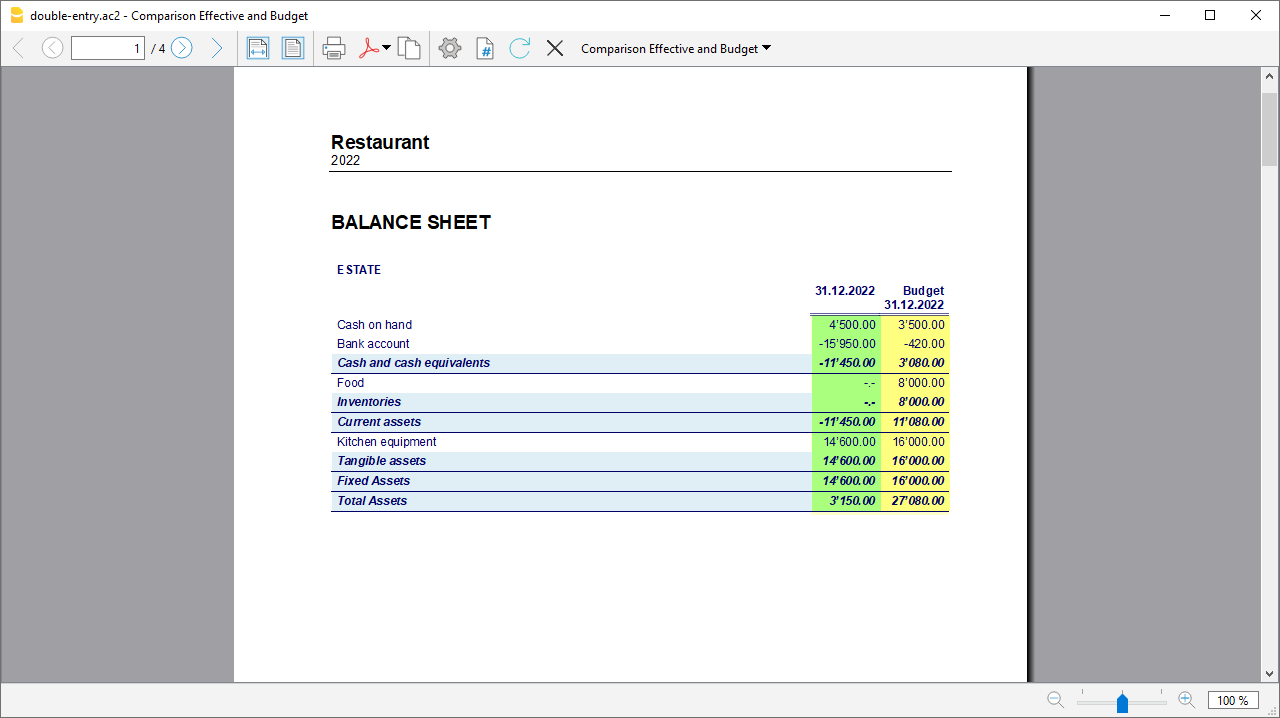 double-entry.ac2 - Comparison Effective and Budget
1 / 4 Comparison Effective and Budget
Restaurant
2022
BALANCE SHEET
ESTATE
31.12.2022 Budget
31.12.2022
Cash on hand 4'500.00 3'500.00
Bank account -15'950.00 -420.00
Cash and cash equivalents -11'450.00 3'080.00
Food -.- 8'000.00
Inventories -.- 8'000.00
Current assets -11'450.00 11'080.00
Kitchen equipment 14'600.00 16'000.00
Tangible assets 14'600.00 16'000.00
Fixed Assets 14'600.00 16'000.00
Total Assets 3'150.00 27'080.00
100 %